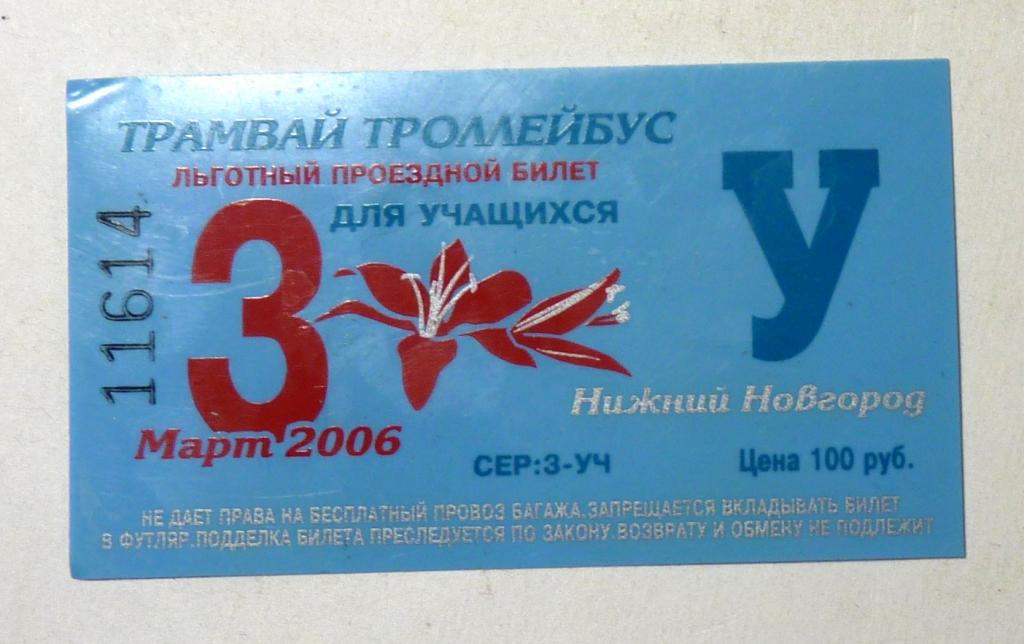 ТРАМВАЙ ТРОЛЛЕЙБУС
ЛЬГОТНЫЙ ПРОЕЗДНОЙ БИЛЕТ
ДЛЯ УЧАЩИХСЯ
У
11614
3
Март 2006
Нижний Новгород
СЕР:3-УЧ
Цена 100 руб.
НЕ ДАЕТ ПРАВА НА БЕСПЛАТНЫЙ ПРОВОЗ БАГАЖА.ЗАПРЕЩАЕТСЯ ВКЛАДЫВАТЬ БИЛЕТ
В ФУТЛЯР.ПОДДЕЛКА БИЛЕТА ПРЕСЛЕДУЕТСЯ ПО ЗАКОНУ.ВОЗВРАТУ И ОБМЕНУ НЕ ПОДЛЕЖИТ